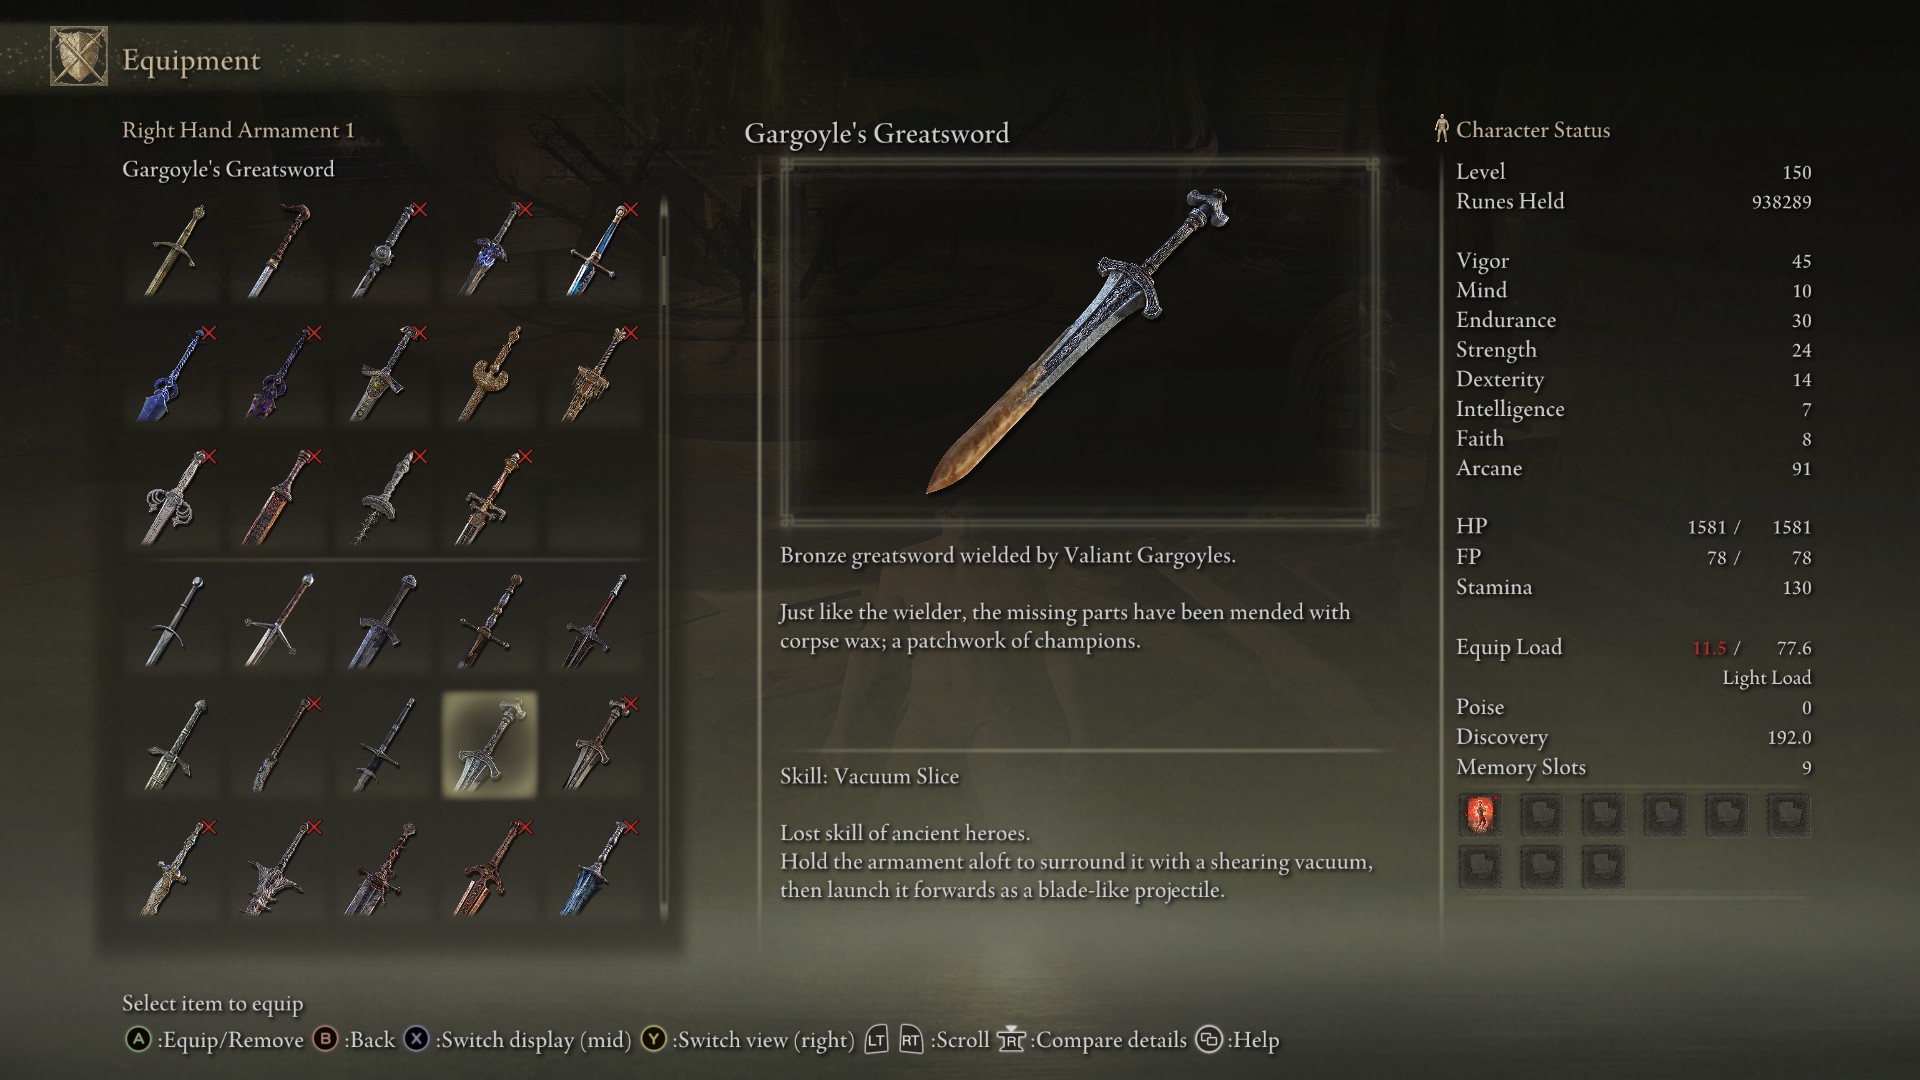 Equipment
Right Hand Armament 1
Gargoyle's Greatsword
Gargoyle's Greatsword
Bronze greatsword wielded by Valiant Gargoyles.
Just like the wielder, the missing parts have been mended with
corpse wax; a patchwork of champions.
Skill: Vacuum Slice
Lost skill of ancient heroes.
Hold the armament aloft to surround it with a shearing vacuum,
then launch it forwards as a blade-like projectile.
Character Status
Level 150
Runes Held 938289
Vigor 45
Mind 10
Endurance 30
Strength 24
Dexterity 14
Intelligence 7
Faith 8
Arcane 91
HP 1581 / 1581
FP 78 / 78
Stamina 130
Equip Load 11.5 / 77.6
Light Load
Poise 0
Discovery 192.0
Memory Slots 9
Select item to equip
A :Equip/Remove B :Back X :Switch display (mid) Y :Switch view (right) LT RT :Scroll R :Compare details :Help